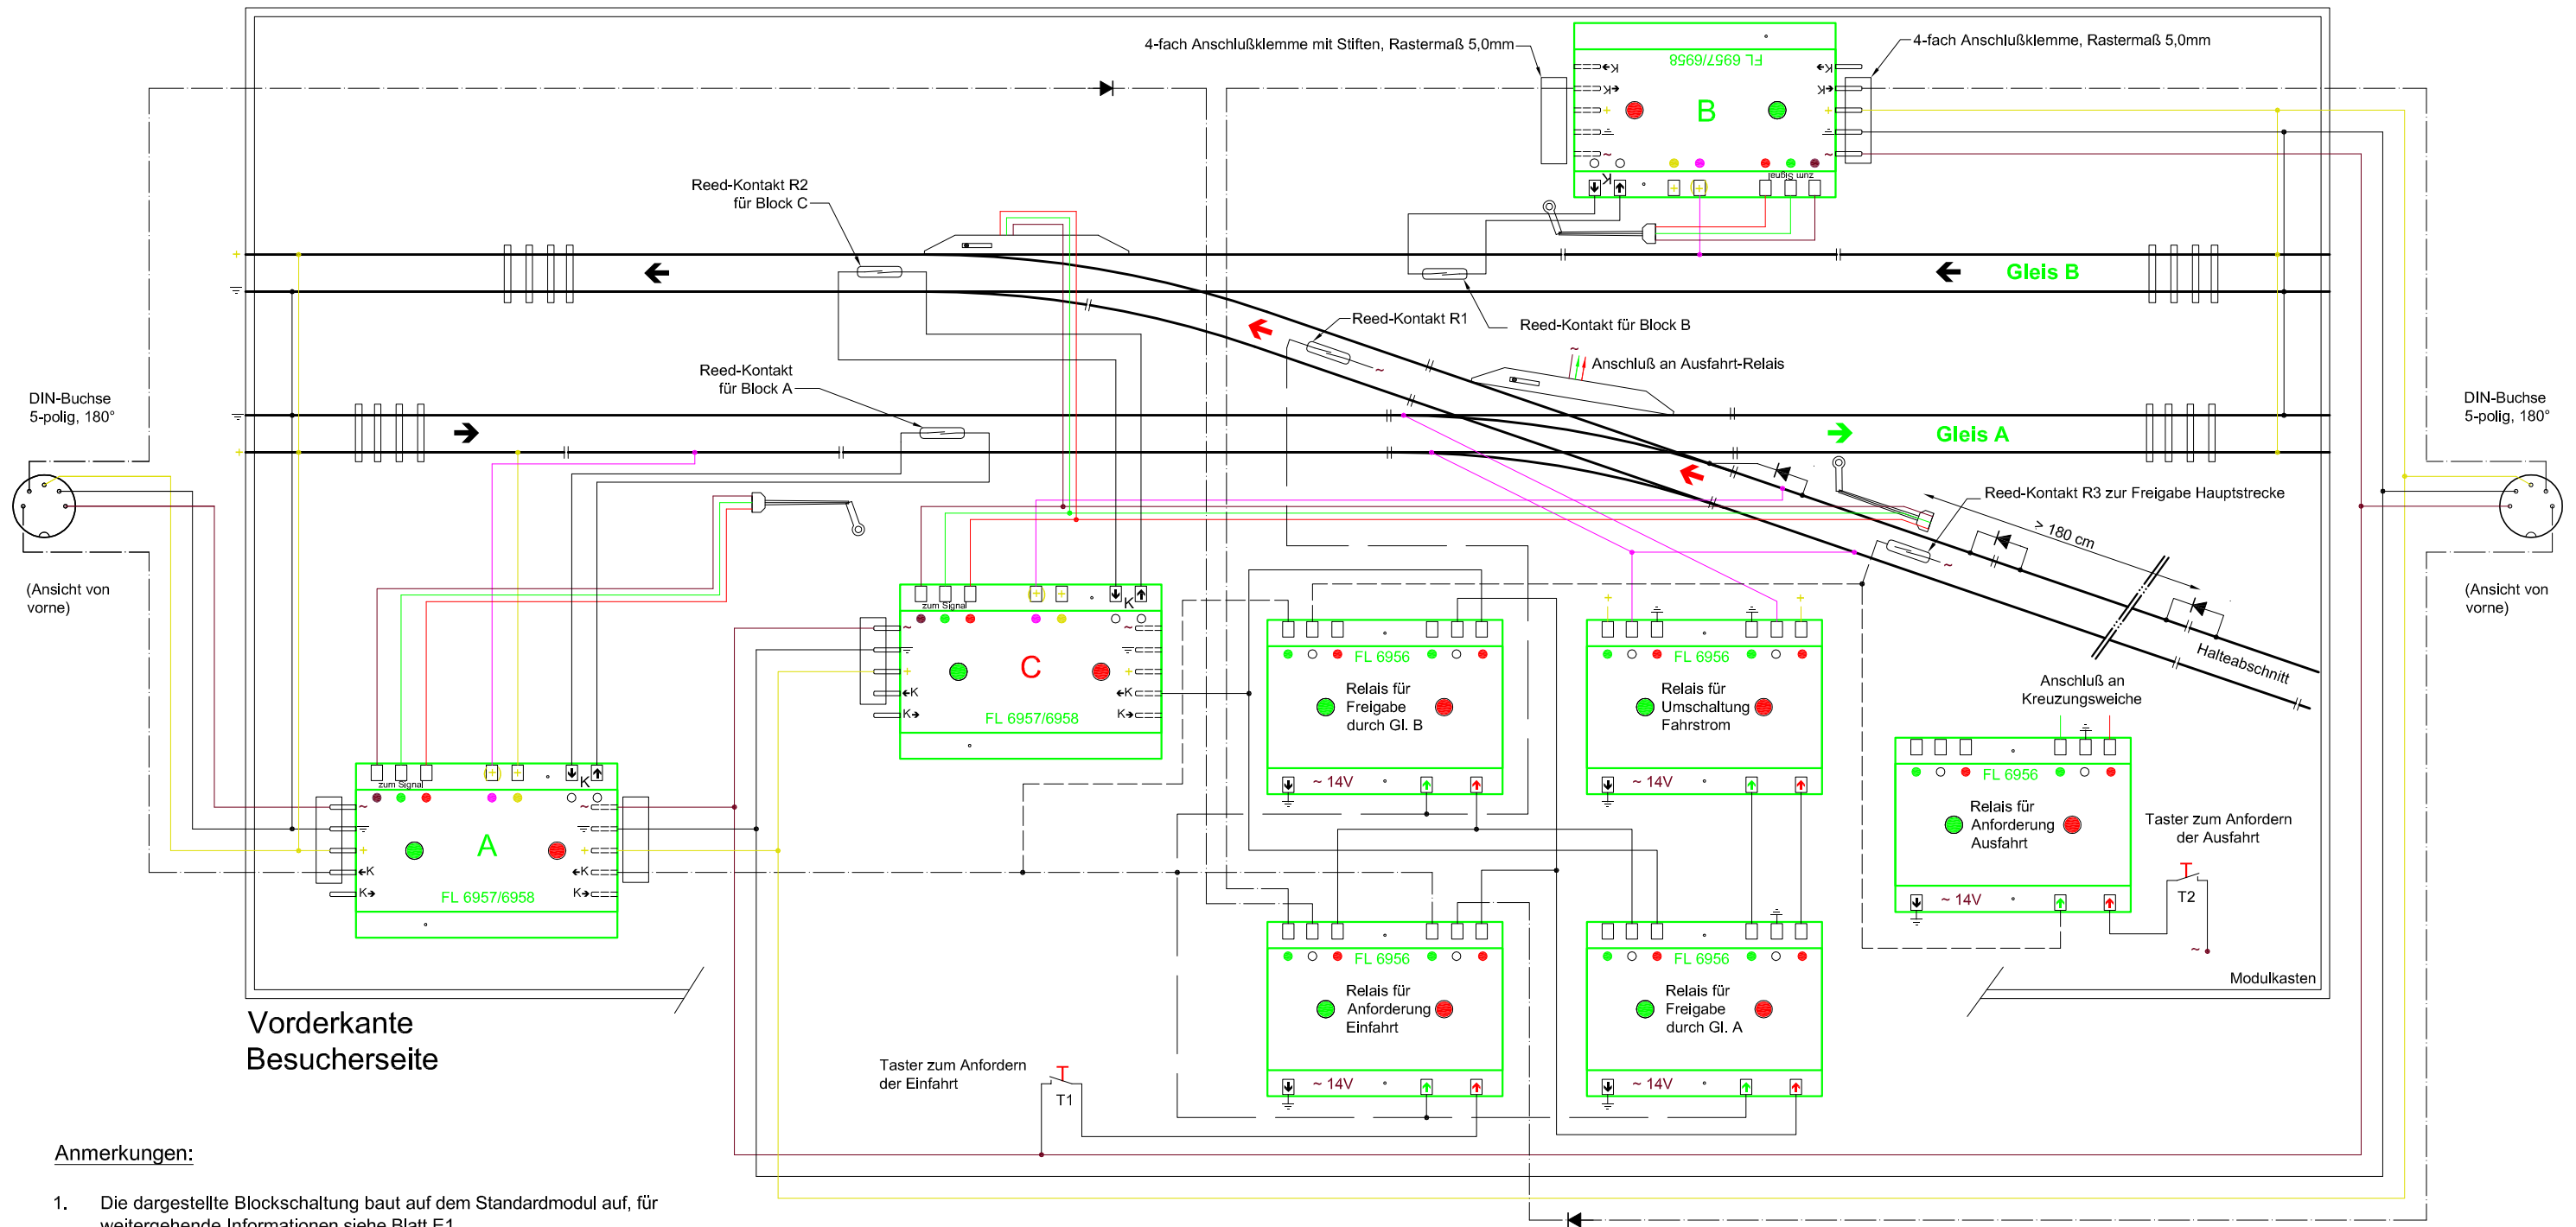 4-fach Anschlußklemme mit Stiften, Rastermaß 5,0mm
4-fach Anschlußklemme, Rastermaß 5,0mm
FL 6957/6958
K
K
K
K
+
B
+
~
~
zum Signal
K
+
(+)
Reed-Kontakt R2
für Block C
+
Gleis B
Reed-Kontakt R1
Reed-Kontakt für Block B
~
Anschluß an Ausfahrt-Relais
~
Reed-Kontakt
für Block A
DIN-Buchse
5-polig, 180°
DIN-Buchse
5-polig, 180°
Gleis A
+
Reed-Kontakt R3 zur Freigabe Hauptstrecke
> 180 cm
~
(Ansicht von
vorne)
(Ansicht von
vorne)
Halteabschnitt
(+)
+
zum Signal
K
~
~
+
C
+
K
K
K
K
FL 6957/6958
FL 6956
Relais für
Freigabe
durch Gl. B
~ 14V
+
+
FL 6956
Relais für
Umschaltung
Fahrstrom
~ 14V
Anschluß an
Kreuzungsweiche
FL 6956
Relais für
Anforderung
Ausfahrt
~ 14V
Taster zum Anfordern
der Ausfahrt
T2
~
(+)
+
zum Signal
K
~
~
A
+
+
K
K
K
K
FL 6957/6958
FL 6956
Relais für
Anforderung
Einfahrt
~ 14V
FL 6956
Relais für
Freigabe
durch Gl. A
~ 14V
Modulkasten
Vorderkante
Besucherseite
Taster zum Anfordern
der Einfahrt
T1
Anmerkungen:
1. Die dargestellte Blockschaltung baut auf dem Standardmodul auf, für
weitergehende Informationen siehe Blatt E1